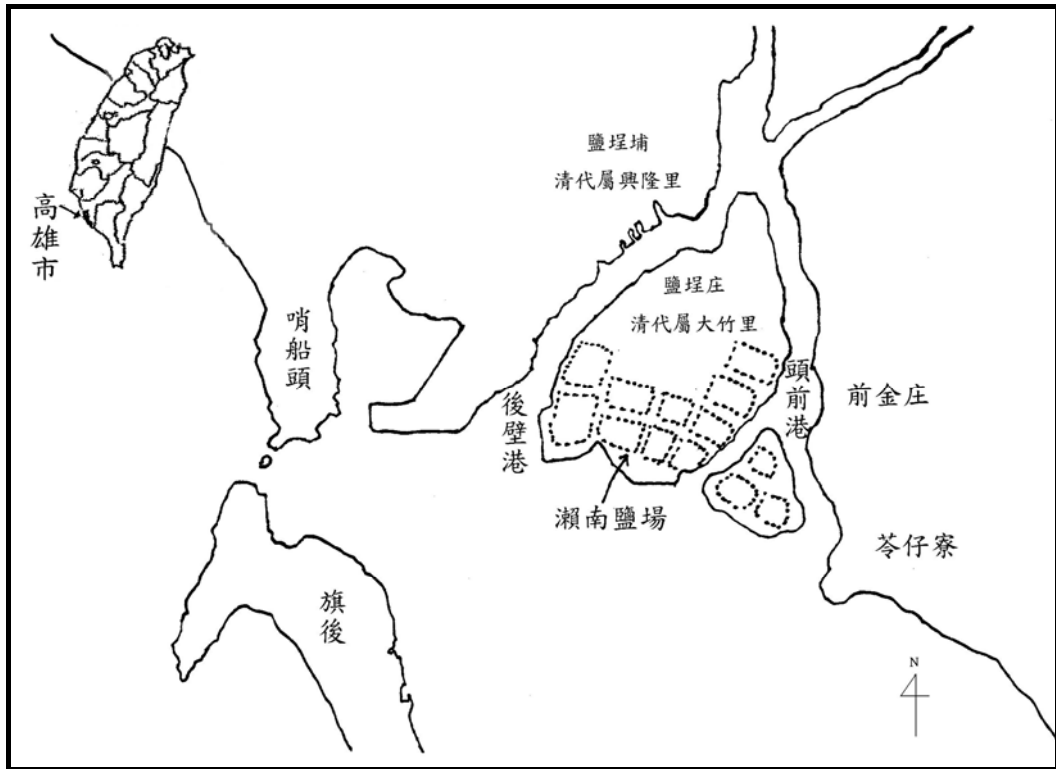 高雄市
哨船頭
旗後
鹽埕埔
清代屬興隆里
鹽埕庄
清代屬大竹里
後壁港
頭前港
前金庄
瀨南鹽場
苓仔寮
N